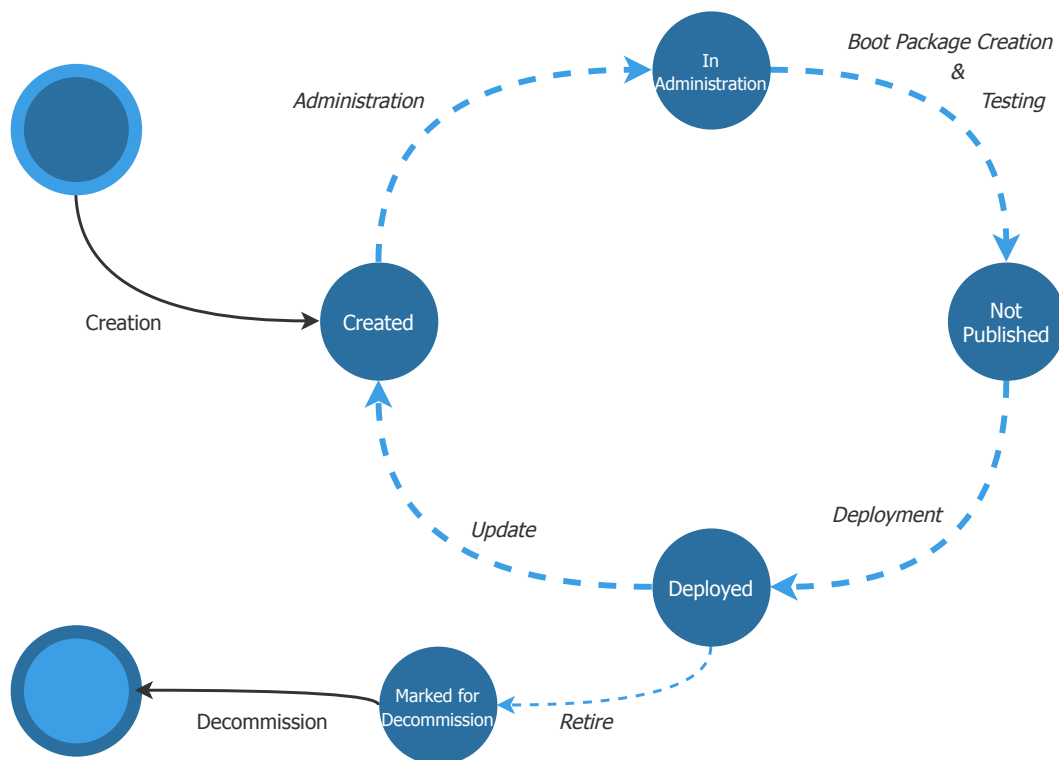 In
Administration
Boot Package Creation
&
Testing
Administration
Creation
Created
Not
Published
Update
Deployment
Deployed
Marked for
Decommission
Decommission
Retire